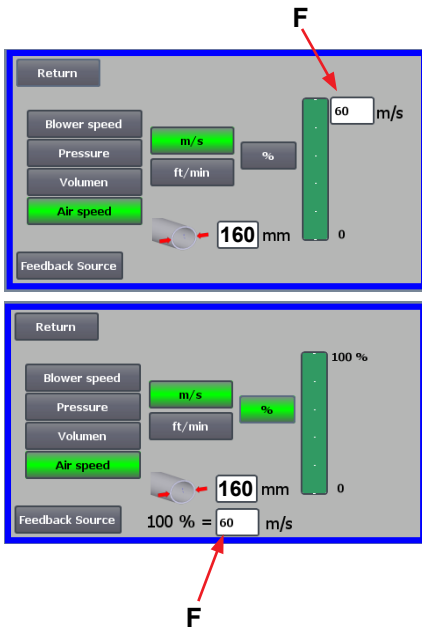 F
Return
60 m/s
Blower speed
m/s
Pressure
%
ft/min
Volumen
Air speed
160 mm
0
Feedback Source
Return
100 %
Blower speed
m/s
Pressure
%
ft/min
Volumen
Air speed
160 mm
0
Feedback Source 100 % = 60 m/s
F